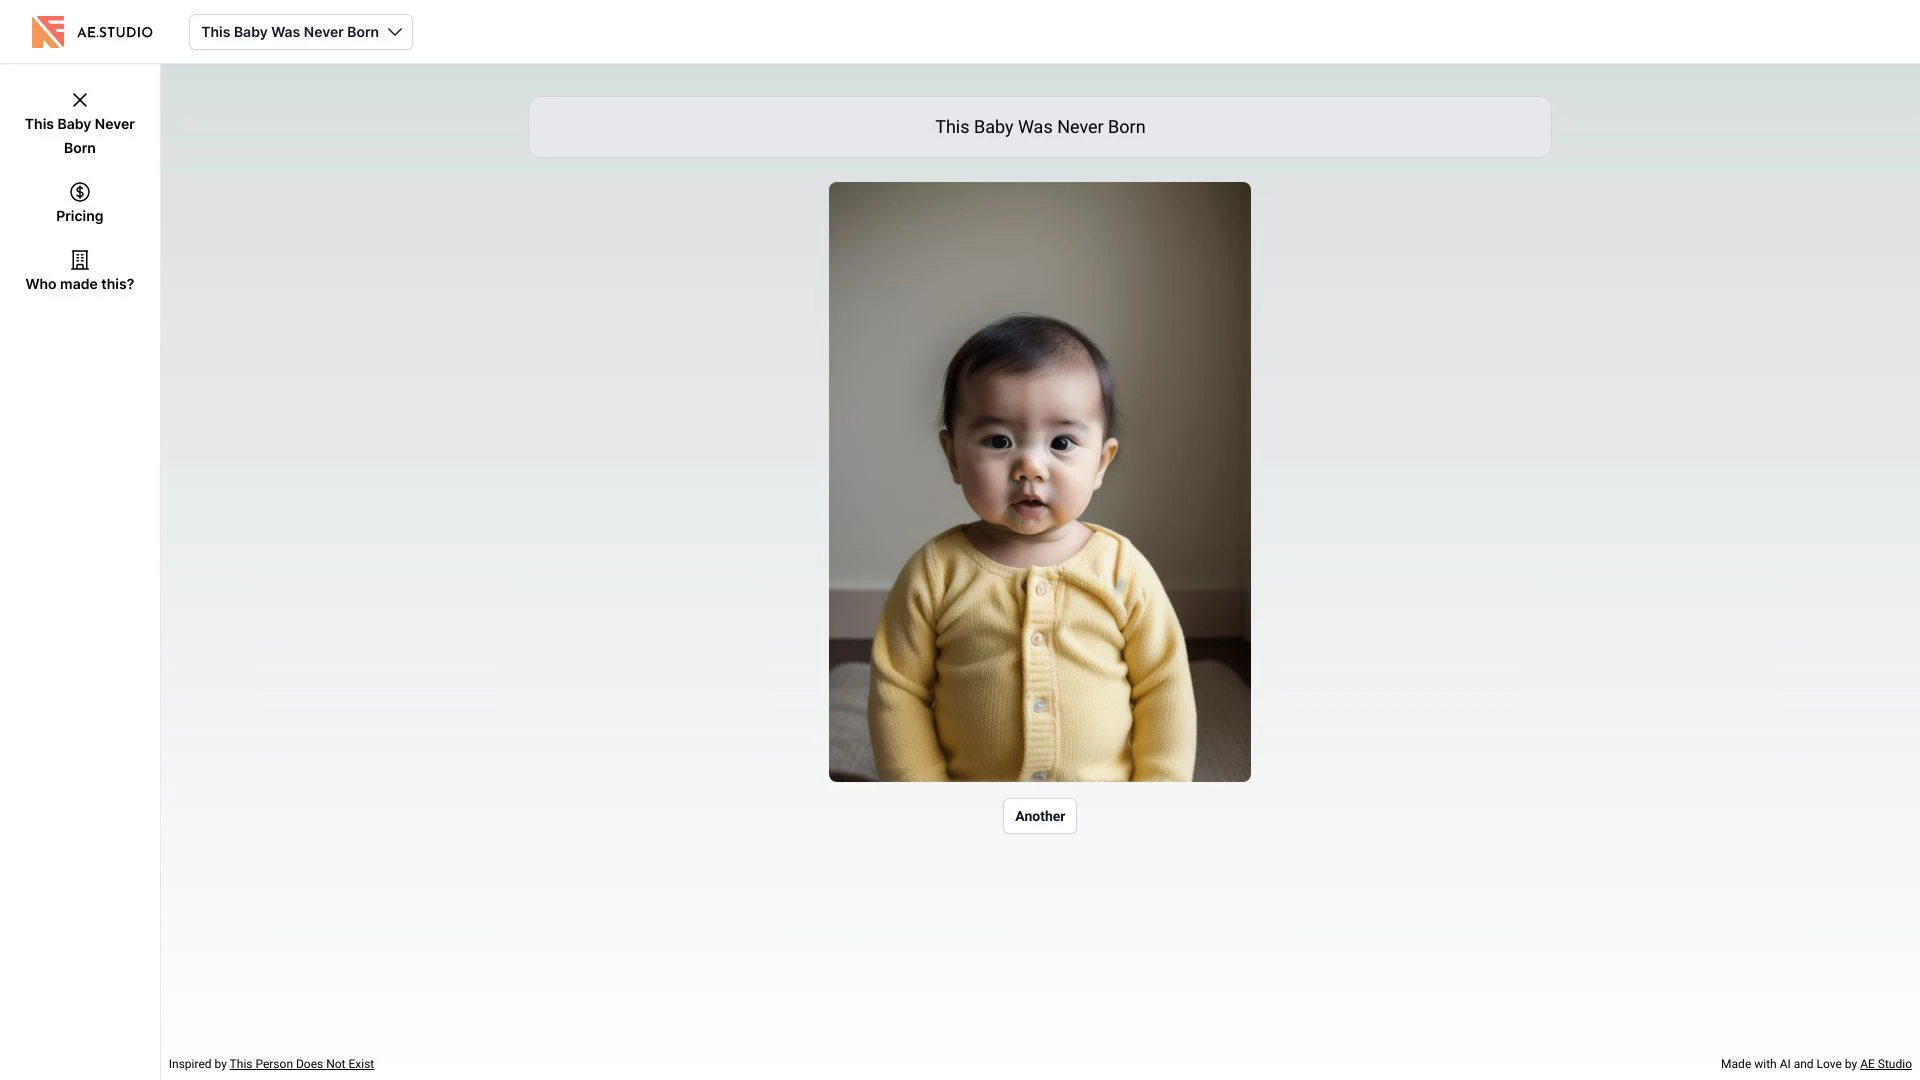 AE.STUDIO
This Baby Was Never Born
This Baby Never
Born
Pricing
Who made this?
This Baby Was Never Born
Another
Inspired by This Person Does Not Exist
Made with AI and Love by AE Studio